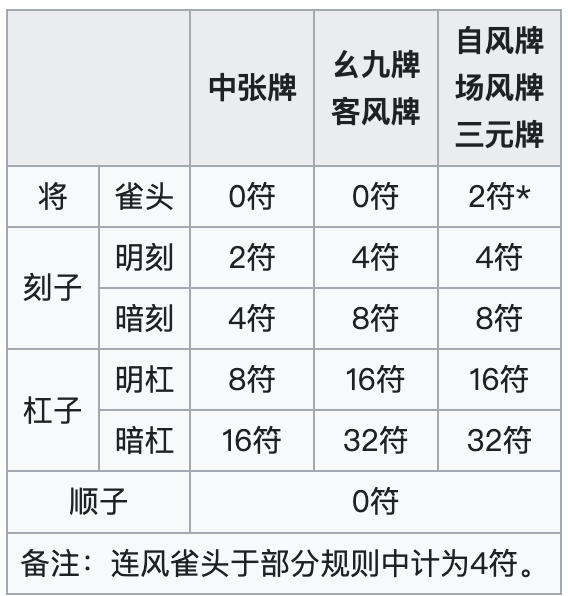 中张牌
幺九牌
客风牌
自风牌
场风牌
三元牌
将 雀头 0符 0符 2符*
刻子
明刻 2符 4符 4符
暗刻 4符 8符 8符
杠子
明杠 8符 16符 16符
暗杠 16符 32符 32符
顺子 0符
备注：连风雀头于部分规则中计为4符。